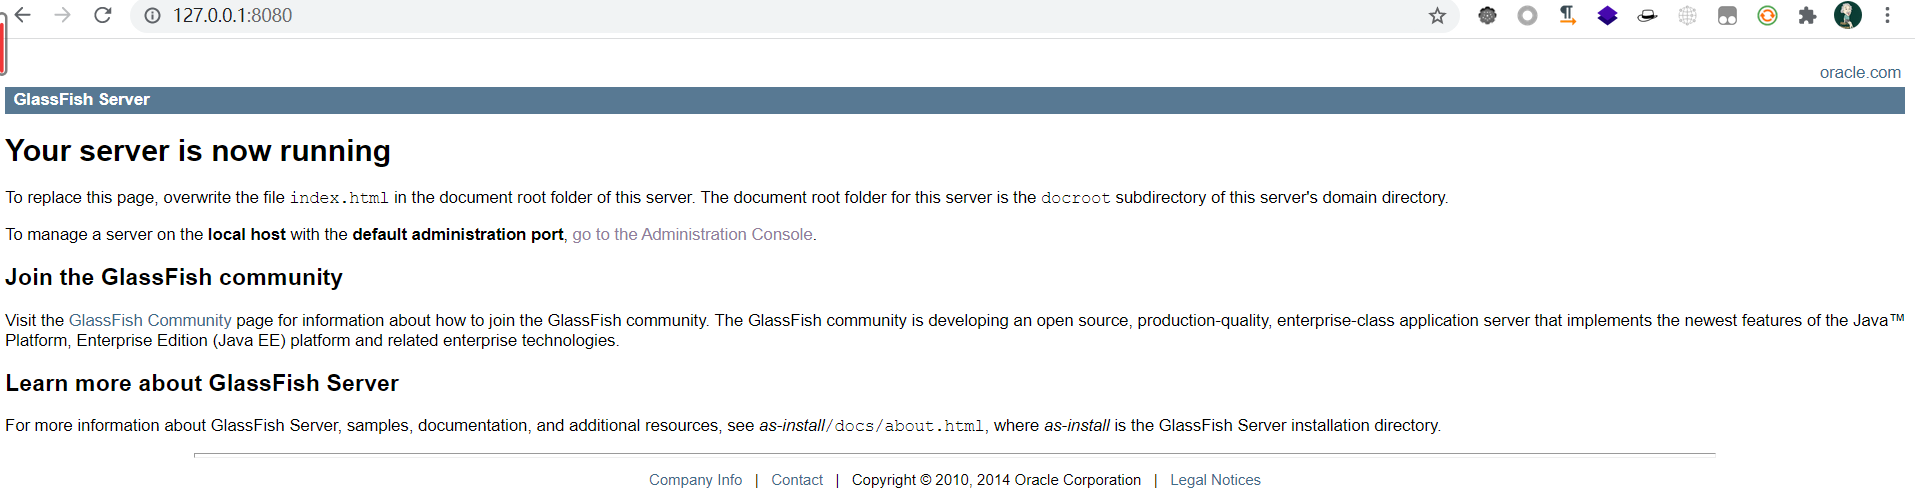 127.0.0.1:8080
oracle.com
GlassFish Server
Your server is now running
To replace this page, overwrite the file index.html in the document root folder of this server. The document root folder for this server is the docroot subdirectory of this server's domain directory.
To manage a server on the local host with the default administration port, go to the Administration Console.
Join the GlassFish community
Visit the GlassFish Community page for information about how to join the GlassFish community. The GlassFish community is developing an open source, production-quality, enterprise-class application server that implements the newest features of the Java™
Platform, Enterprise Edition (Java EE) platform and related enterprise technologies.
Learn more about GlassFish Server
For more information about GlassFish Server, samples, documentation, and additional resources, see as-install/docs/about.html, where as-install is the GlassFish Server installation directory.
Company Info | Contact | Copyright © 2010, 2014 Oracle Corporation | Legal Notices